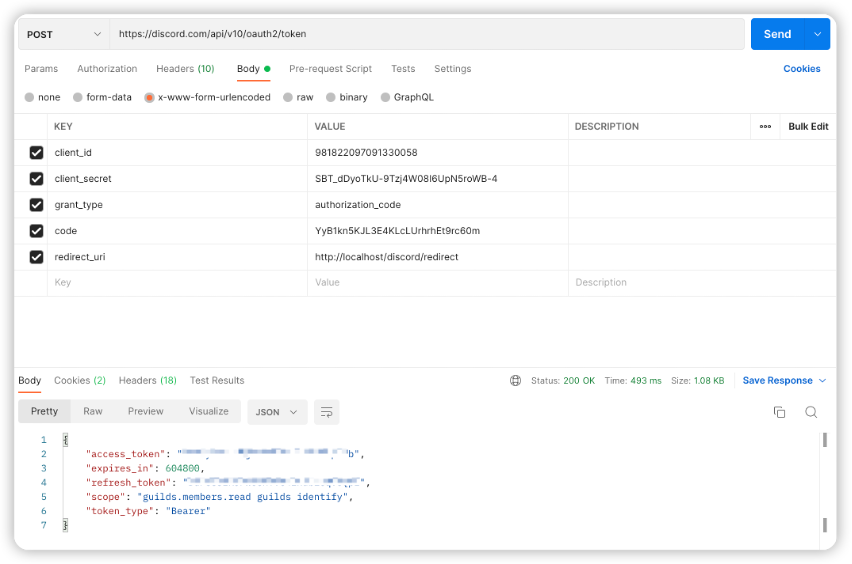 POST https://discord.com/api/v10/oauth2/token Send
Params Authorization Headers (10) Body Pre-request Script Tests Settings Cookies
none form-data x-www-form-urlencoded raw binary GraphQL
KEY VALUE DESCRIPTION Bulk Edit
client_id 981822097091330058
client_secret SBT_dDyoTkU-9Tzj4W08I6UpN5roWB-4
grant_type authorization_code
code YyB1kn5KJL3E4KLcLUrhrhEt9rc60m
redirect_uri http://localhost/discord/redirect
Key Value Description
Body Cookies (2) Headers (18) Test Results Status: 200 OK Time: 493 ms Size: 1.08 KB Save Response
Pretty Raw Preview Visualize JSON
1 {
2 "access_token": "b",
3 "expires_in": 604800,
4 "refresh_token": "",
5 "scope": "guilds.members.read guilds identify",
6 "token_type": "Bearer"
7 }